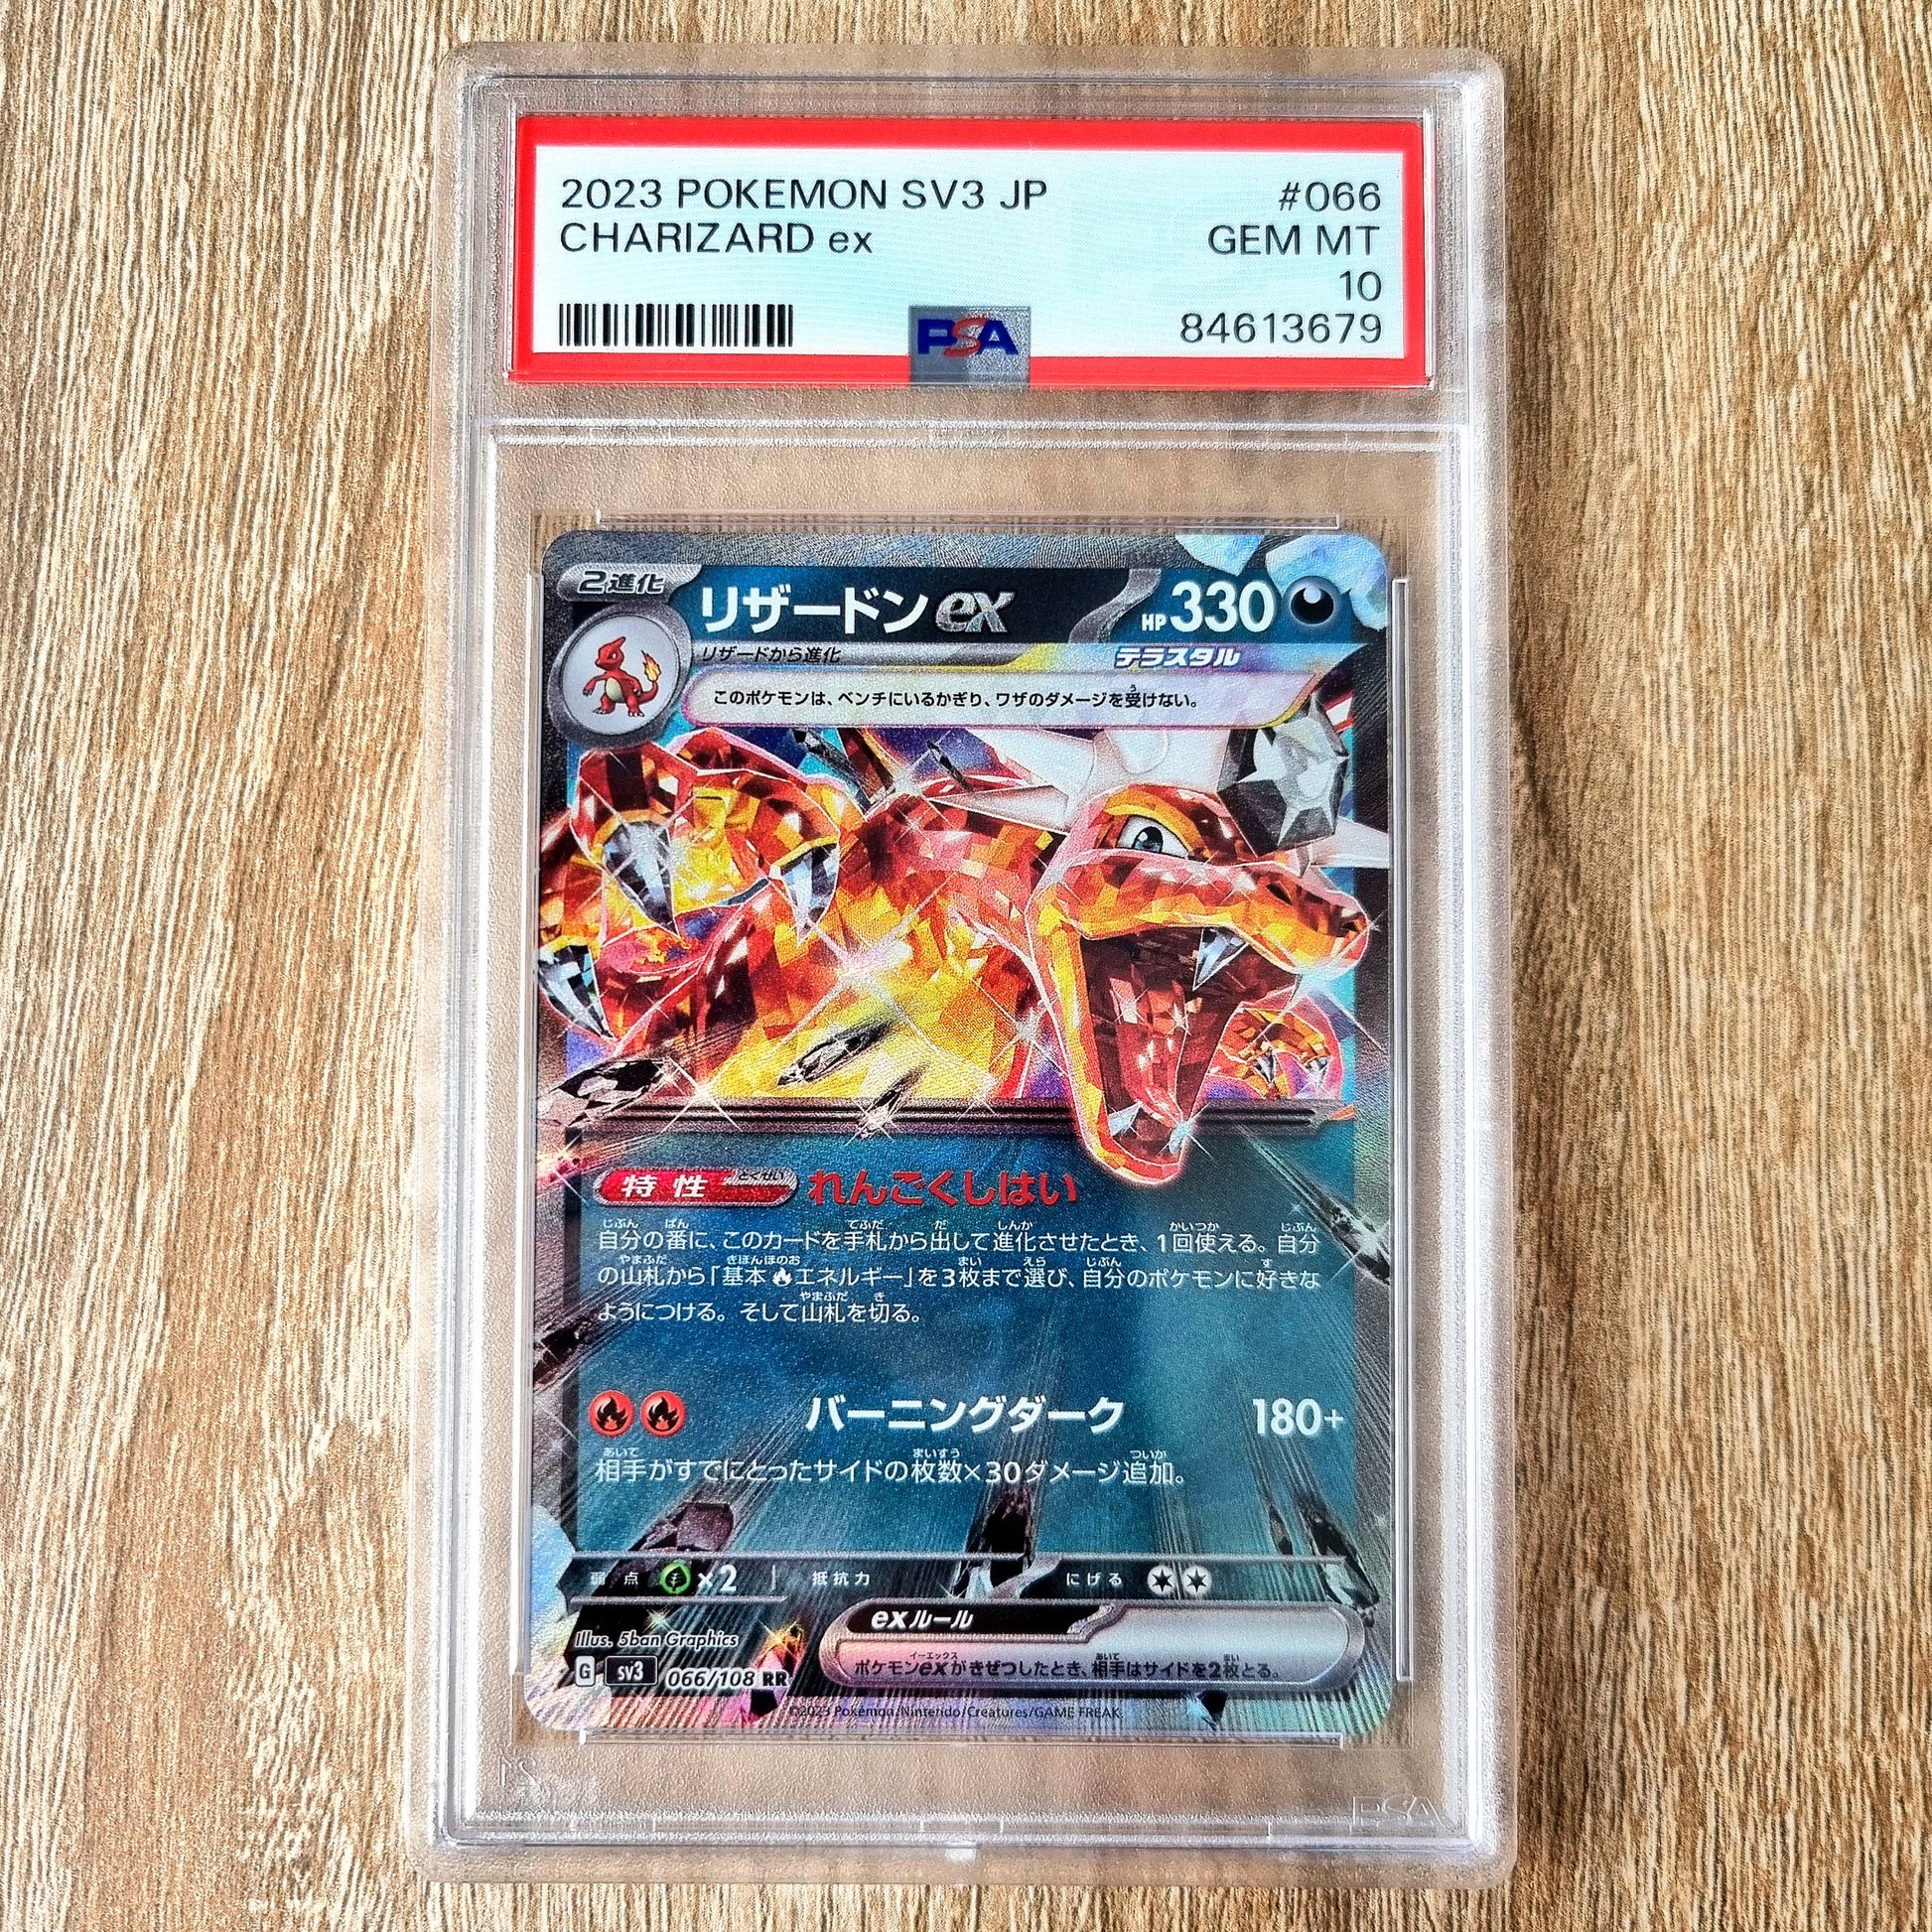 2023 POKEMON SV3 JP #066
CHARIZARD ex GEM MT
10
84613679
PSA
2進化
リザードンex HP330
リザードから進化 テラスタル
このポケモンは、ベンチにいるかぎり、ワザのダメージを受けない。
特性 れんごくしはい
自分の番に、このカードを手札から出して進化させたとき、1回使える。自分
の山札から「基本エネルギー」を3枚まで選び、自分のポケモンに好きな
ようにつける。そして山札を切る。
バーニングダーク 180+
相手がすでにとったサイドの枚数×30ダメージ追加。
弱点 ×2 抵抗力 にげる
exルール
ポケモンexがきぜつしたとき、相手はサイドを2枚とる。
Illus. 5ban Graphics
G SV3 066/108 RR
©2023 Pokémon/Nintendo/Creatures/GAME FREAK
PSA